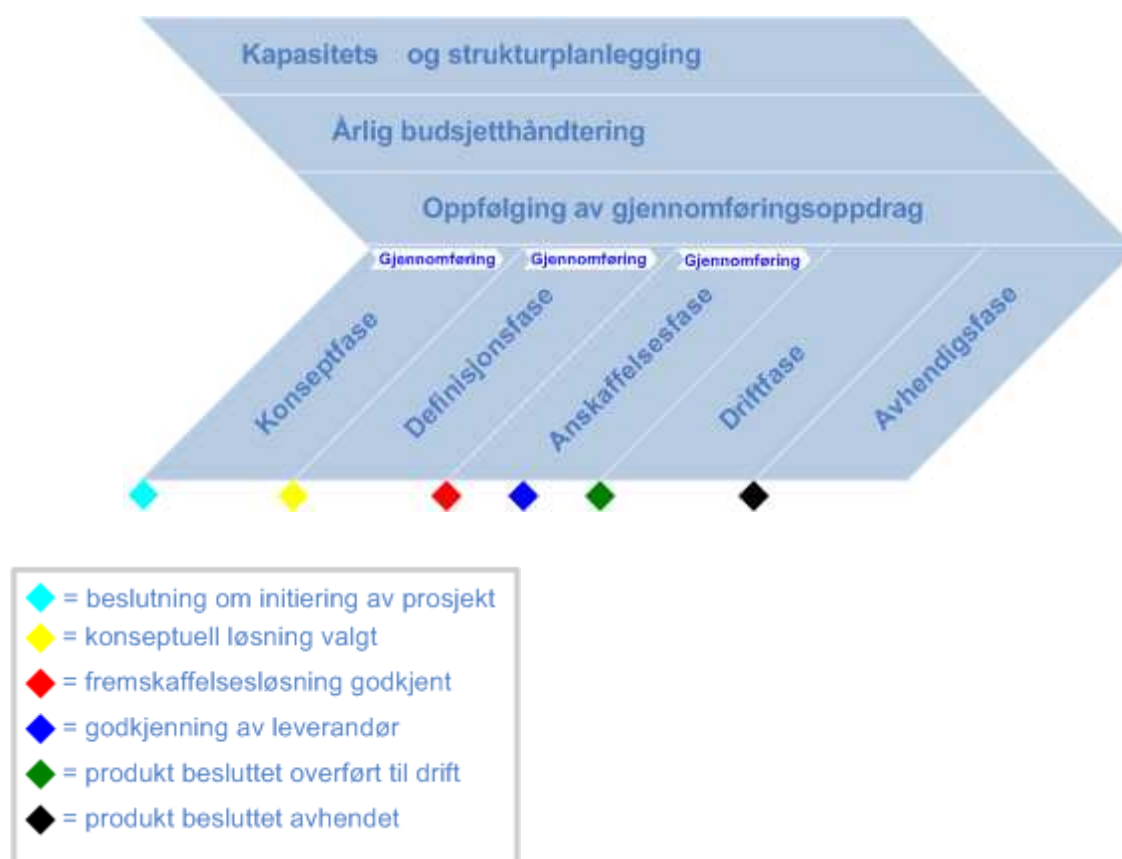 Kapasitets og strukturplanlegging
Årlig budsjetthåndtering
Oppfølging av gjennomføringsoppdrag
Gjennomføring
Gjennomføring
Gjennomføring
Konseptfase
Definisjonsfase
Anskaffelsesfase
Driftfase
Avhendigsfase
= beslutning om initiering av prosjekt
= konseptuell løsning valgt
= fremskaffelsesløsning godkjent
= godkjenning av leverandør
= produkt besluttet overført til drift
= produkt besluttet avhendet